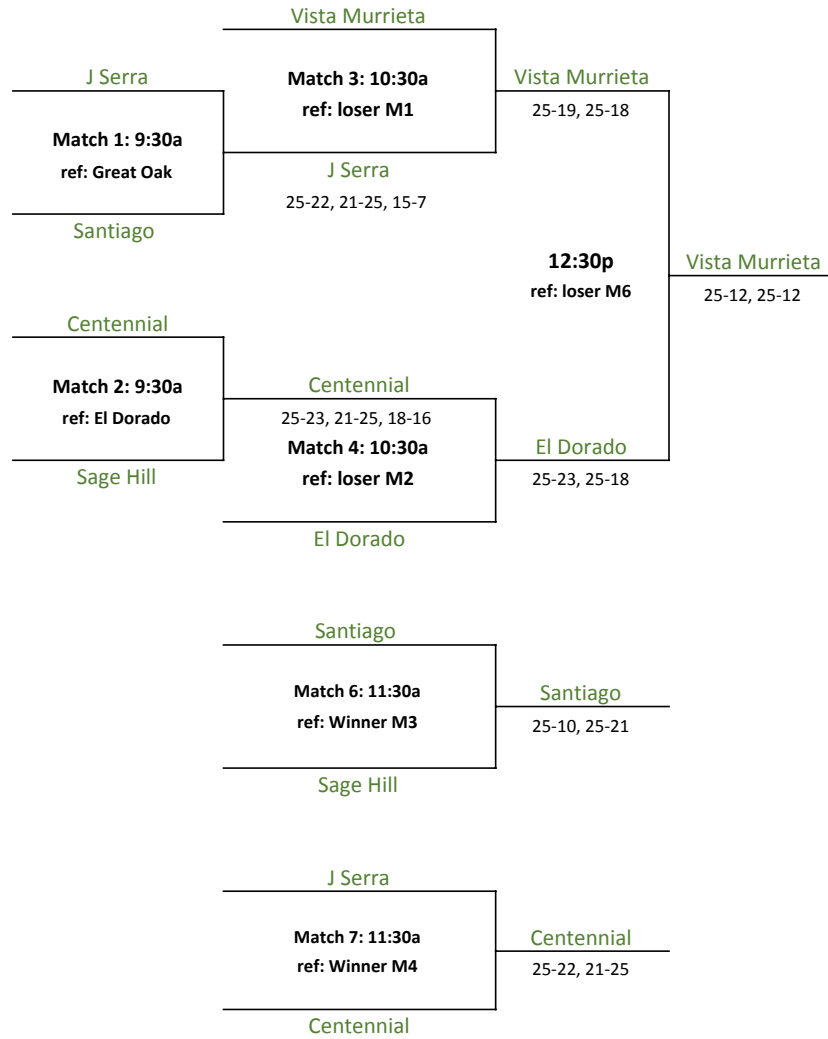 Vista Murrieta
J Serra
Match 3: 10:30a
ref: loser M1
Vista Murrieta
25-19, 25-18
Match 1: 9:30a
ref: Great Oak
J Serra
25-22, 21-25, 15-7
Santiago
12:30p
ref: loser M6
Vista Murrieta
25-12, 25-12
Centennial
Match 2: 9:30a
ref: El Dorado
Centennial
25-23, 21-25, 18-16
Match 4: 10:30a
ref: loser M2
El Dorado
25-23, 25-18
Sage Hill
El Dorado
Santiago
Match 6: 11:30a
ref: Winner M3
Santiago
25-10, 25-21
Sage Hill
J Serra
Match 7: 11:30a
ref: Winner M4
Centennial
25-22, 21-25
Centennial